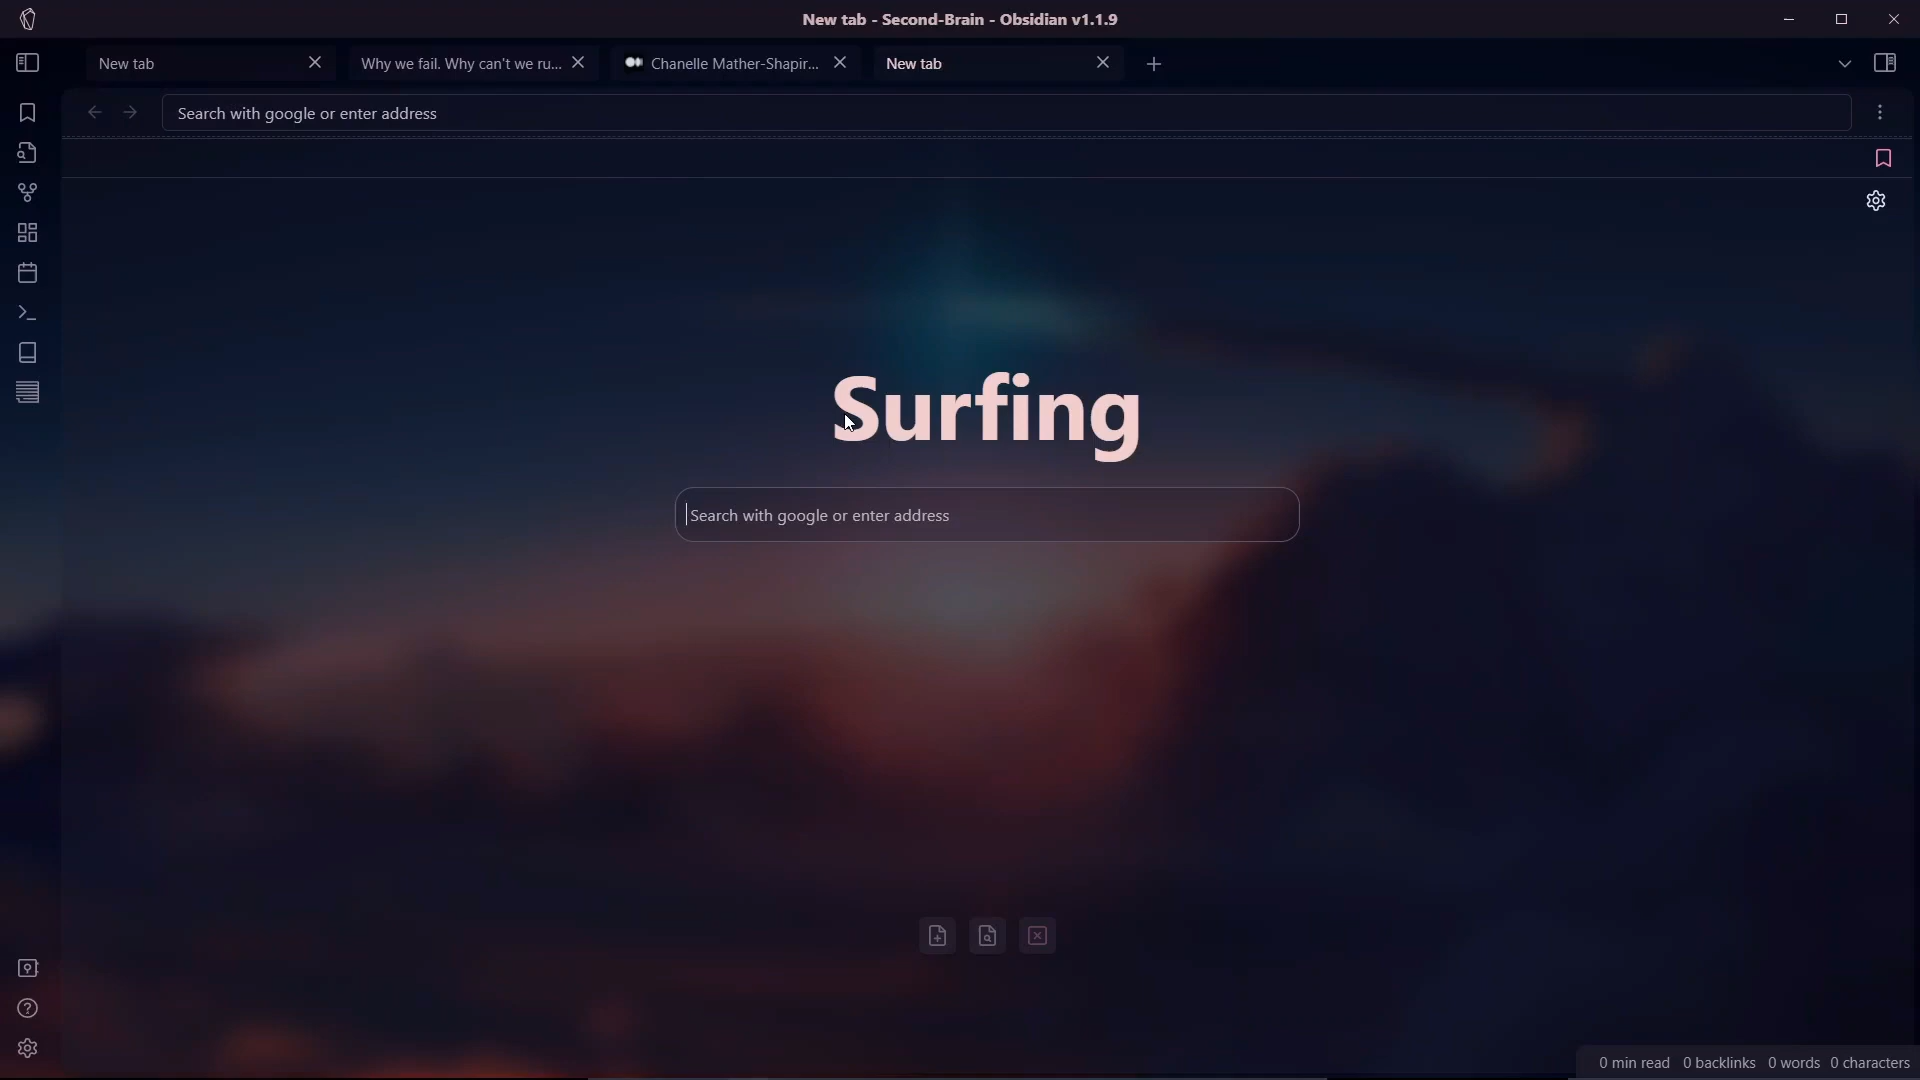 New tab - Second-Brain - Obsidian v1.1.9
New tab
Why we fail. Why can't we ru...
Chanelle Mather-Shapir...
New tab
Search with google or enter address
Surfing
Search with google or enter address
0 min read 0 backlinks 0 words 0 characters